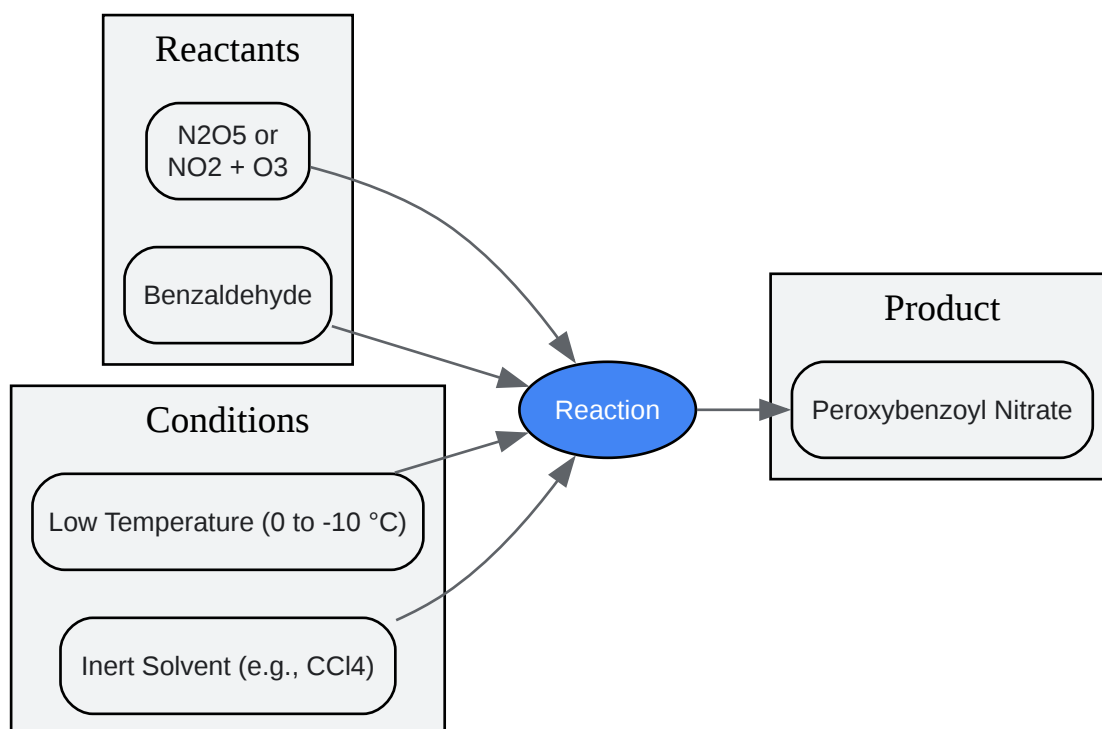 Reactants
N2O5 or
NO2 + O3
Benzaldehyde
Conditions
Low Temperature (0 to -10 °C)
Inert Solvent (e.g., CCl4)
Reaction
Product
Peroxybenzoyl Nitrate